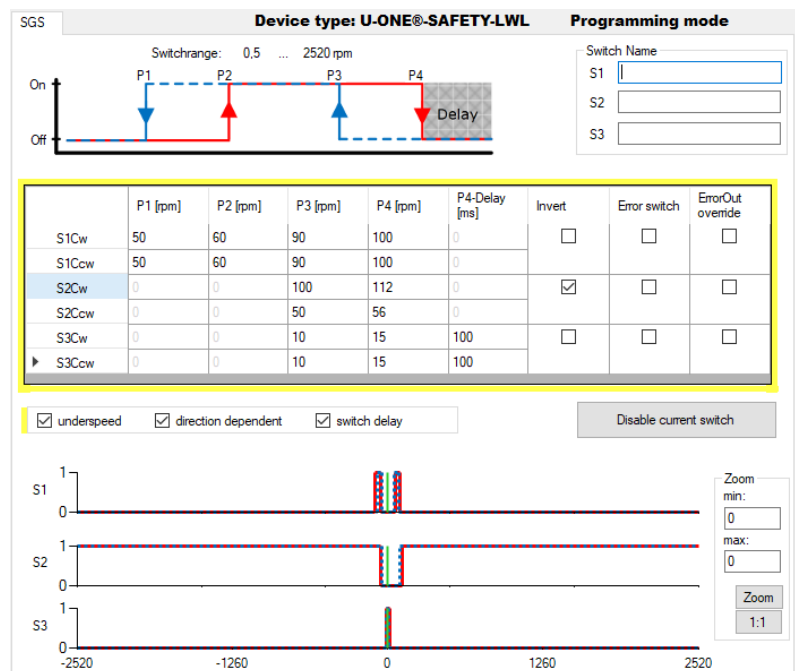 SGS
Device type: U-ONE®-SAFETY-LWL Programming mode
Switchrange: 0,5 ... 2520 rpm
P1 P2 P3 P4
On
Delay
Off
Switch Name
S1
S2
S3
P1 [rpm] P2 [rpm] P3 [rpm] P4 [rpm] P4-Delay [ms] Invert Error switch ErrorOut override
S1Cw 50 60 90 100 0
S1Ccw 50 60 90 100 0
S2Cw 0 0 100 112 0
S2Ccw 0 0 50 56 0
S3Cw 0 0 10 15 100
S3Ccw 0 0 10 15 100
underspeed direction dependent switch delay
Disable current switch
S1 1 0
S2 1 0
S3 1 0
-2520 -1260 0 1260 2520
Zoom
min:
0
max:
0
Zoom
1:1